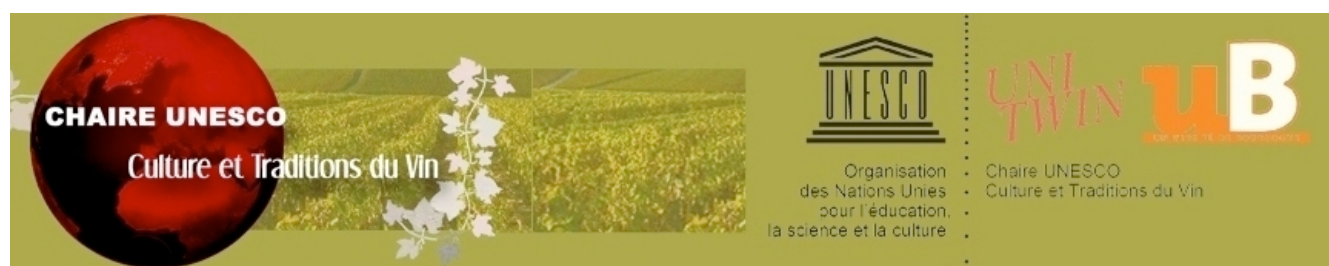 CHAIRE UNESCO
Culture et Traditions du Vin
UNESCO
Organisation
des Nations Unies
pour l'éducation,
la science et la culture
UNI
TWIN
uB
Chaire UNESCO
Culture et Traditions du Vin